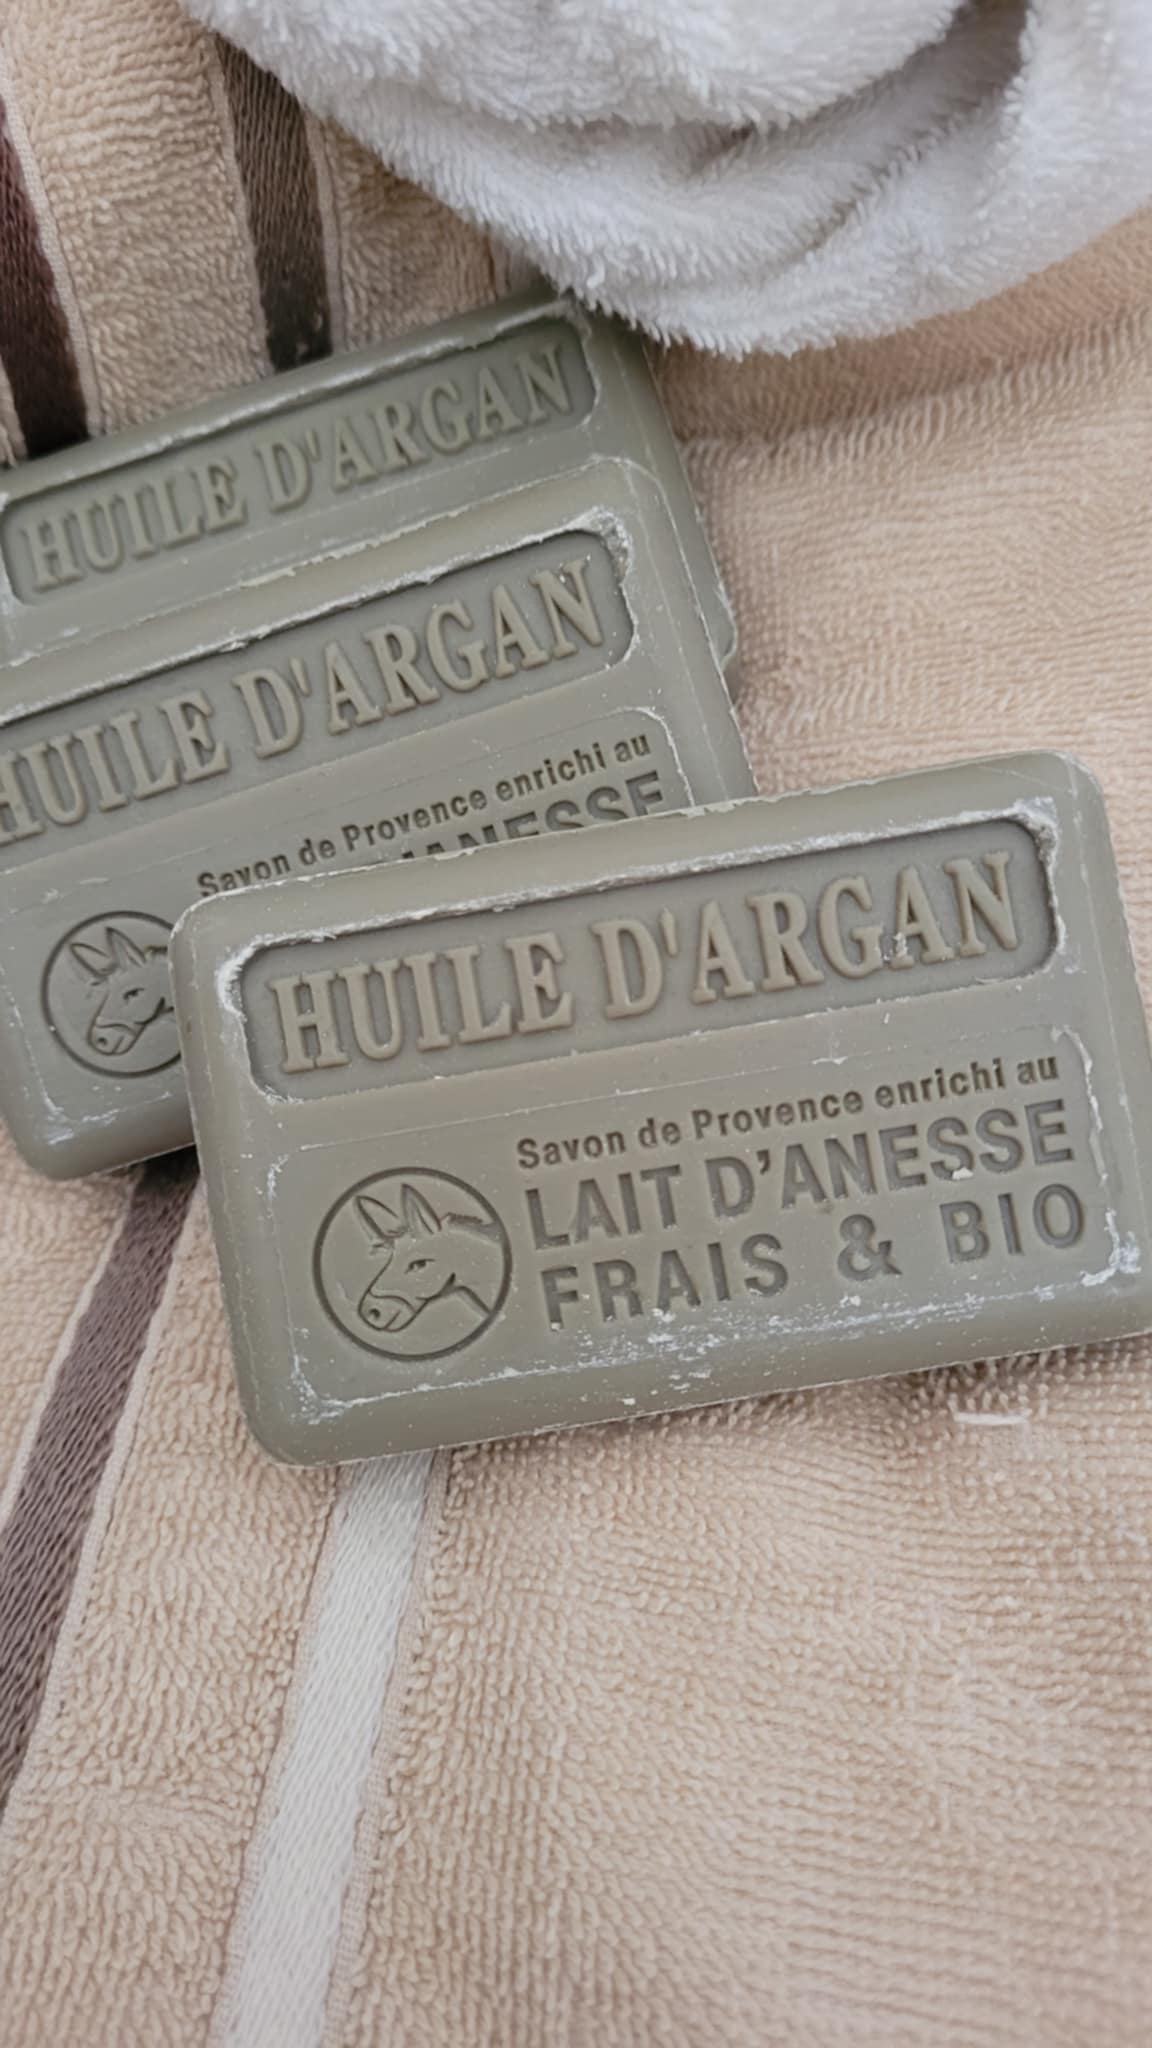 HUILE D'ARGAN
HUILE D'ARGAN
Savon de Provence enrichi au
D'ANESSE
HUILE D'ARGAN
Savon de Provence enrichi au
LAIT D'ANESSE
FRAIS & BIO